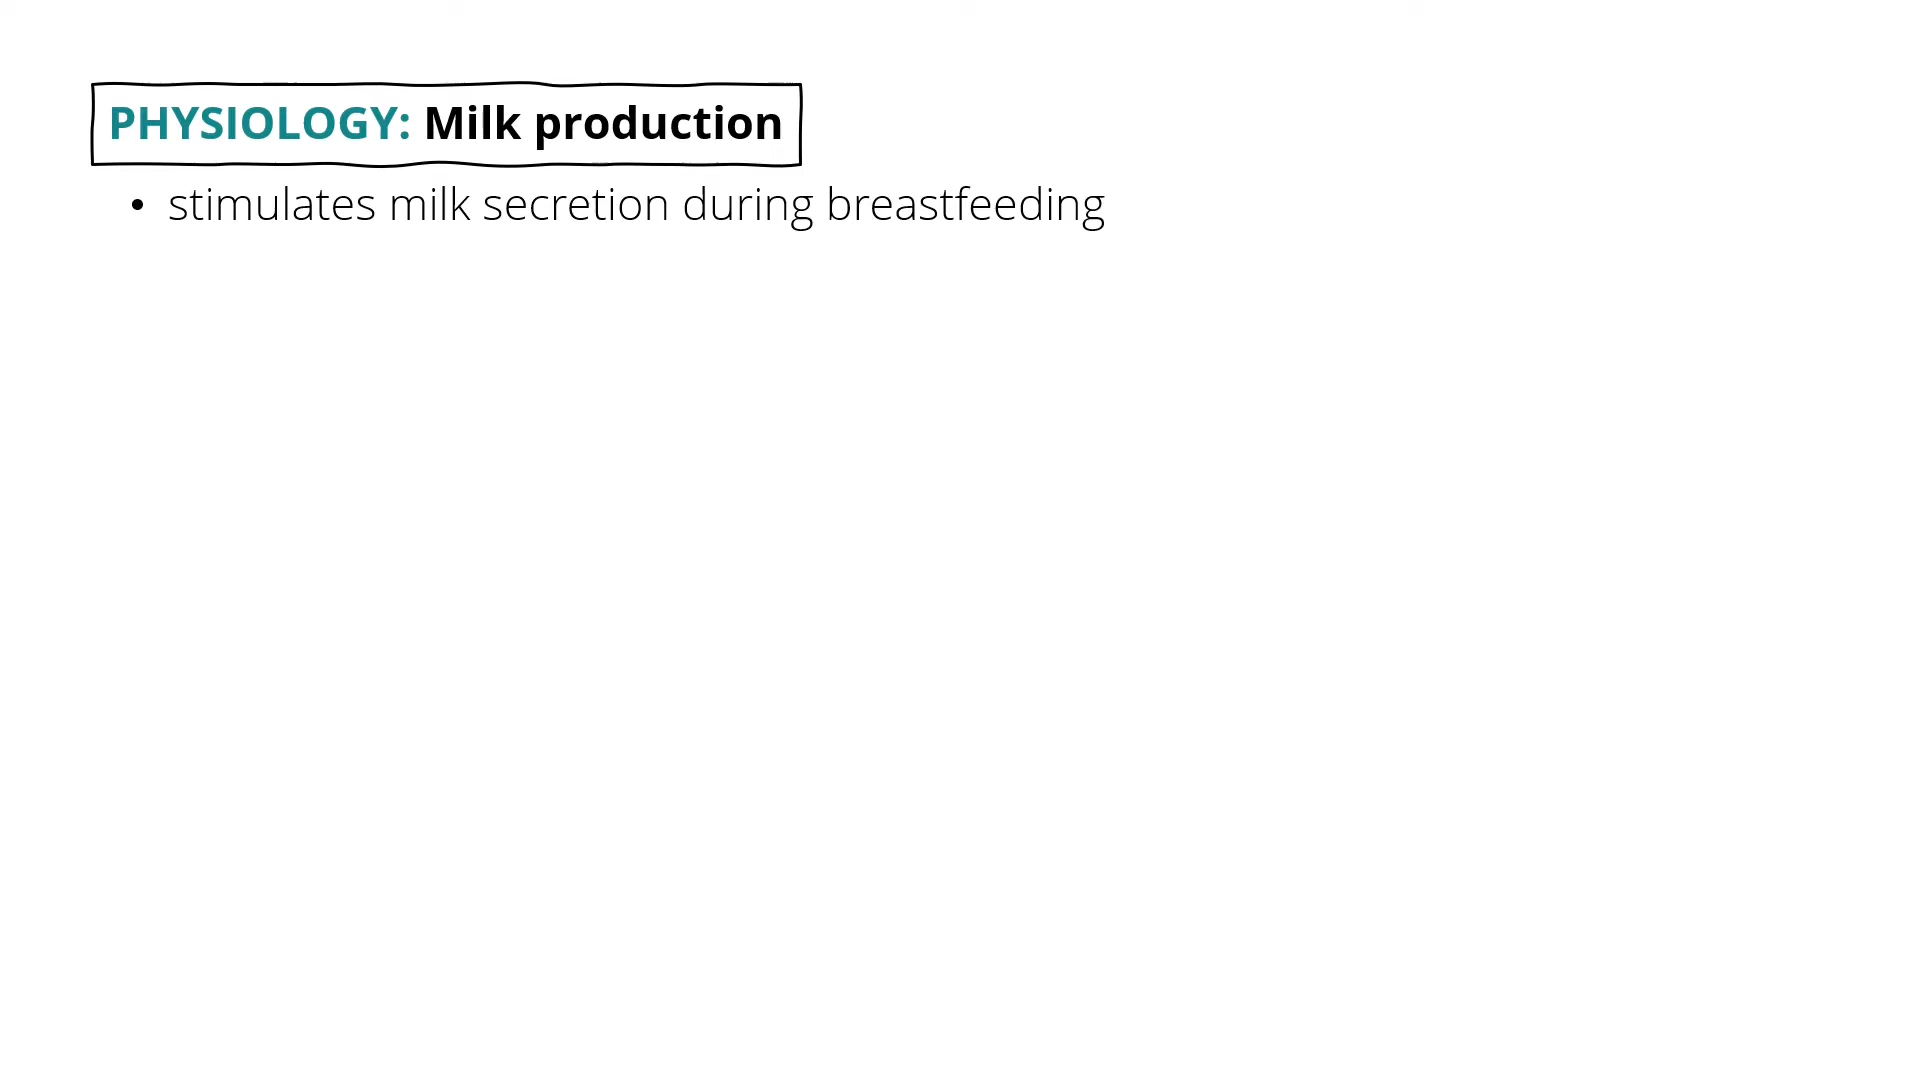 PHYSIOLOGY: Milk production
• stimulates milk secretion during breastfeeding